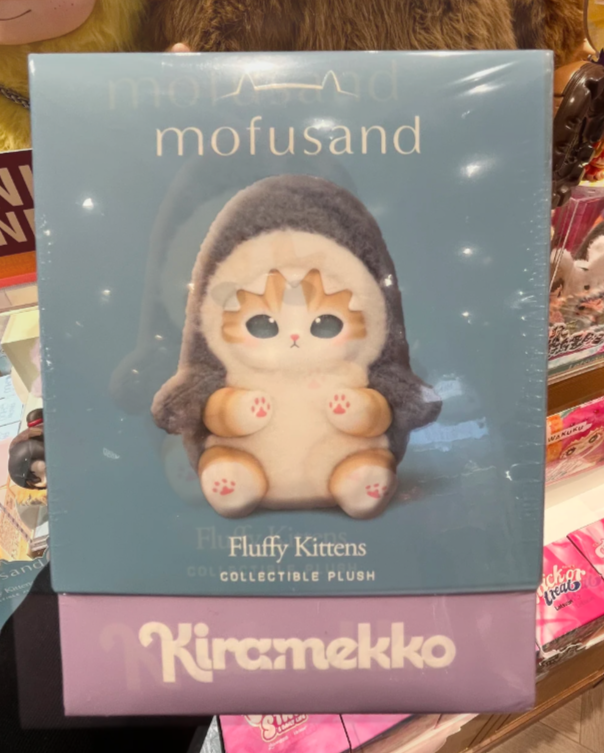 mofusand
Fluffy Kittens
COLLECTIBLE PLUSH
Kiramekko